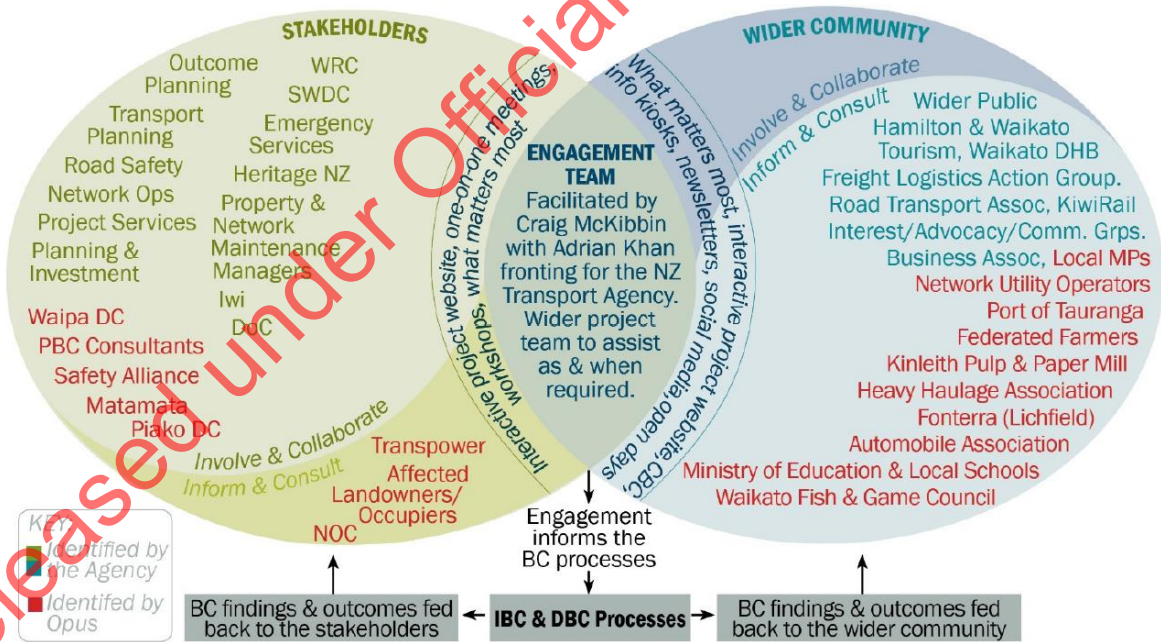 STAKEHOLDERS
Outcome
Planning
Transport
Planning
Road Safety
Network Ops
Project Services
Planning &
Investment
WRC
SWDC
Emergency
Services
Heritage NZ
Property &
Network
Maintenance
Managers
Iwi
DoC
Waipa DC
PBC Consultants
Safety Alliance
Matamata
Piako DC
Involve & Collaborate
Inform & Consult
Transpower
Affected
Landowners/
Occupiers
NOC
Interactive project website, one-on-one meetings,
workshops, what matters most
ENGAGEMENT
TEAM
Facilitated by
Craig McKibbin
with Adrian Khan
fronting for the NZ
Transport Agency.
Wider project
team to assist
as & when
required.
WIDER COMMUNITY
What matters most, interactive project website, CBC,
info kiosks, newslettters, social media, open days
Involve & Collaborate
Inform & Consult
Wider Public
Hamilton & Waikato
Tourism, Waikato DHB
Freight Logistics Action Group.
Road Transport Assoc, KiwiRail
Interest/Advocacy/Comm. Grps.
Business Assoc, Local MPs
Network Utility Operators
Port of Tauranga
Federated Farmers
Kinleith Pulp & Paper Mill
Heavy Haulage Association
Fonterra (Lichfield)
Automobile Association
Ministry of Education & Local Schools
Waikato Fish & Game Council
Engagement
informs the
BC processes
KEY
Identified by
the Agency
Identifed by
Opus
BC findings & outcomes fed
back to the stakeholders
IBC & DBC Processes
BC findings & outcomes fed
back to the wider community
eleased under Official